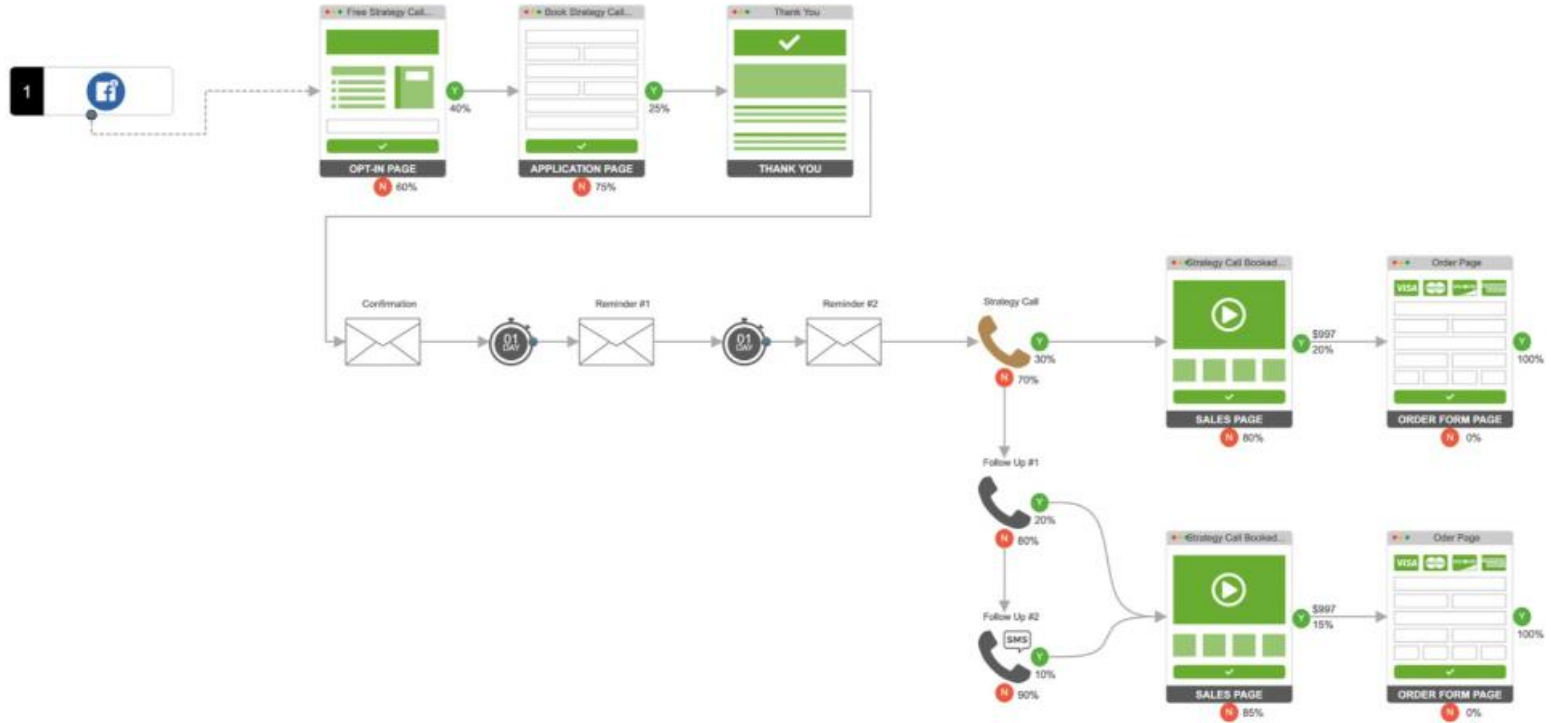 Free Strategy Call...
Book Strategy Call...
Thank You
1
Y
40%
Y
25%
OPT-IN PAGE
APPLICATION PAGE
THANK YOU
N 60%
N 75%
Confirmation
01
DAY
Reminder #1
01
DAY
Reminder #2
Strategy Call
Y
30%
N 70%
Strategy Call Booked...
Y
$997
20%
SALES PAGE
N 80%
Order Page
VISA
Y
100%
ORDER FORM PAGE
N 0%
Follow Up #1
Y
20%
N 80%
Follow Up #2
SMS
Y
10%
N 90%
Strategy Call Booked...
Y
$997
15%
SALES PAGE
N 85%
Oder Page
VISA
Y
100%
ORDER FORM PAGE
N 0%